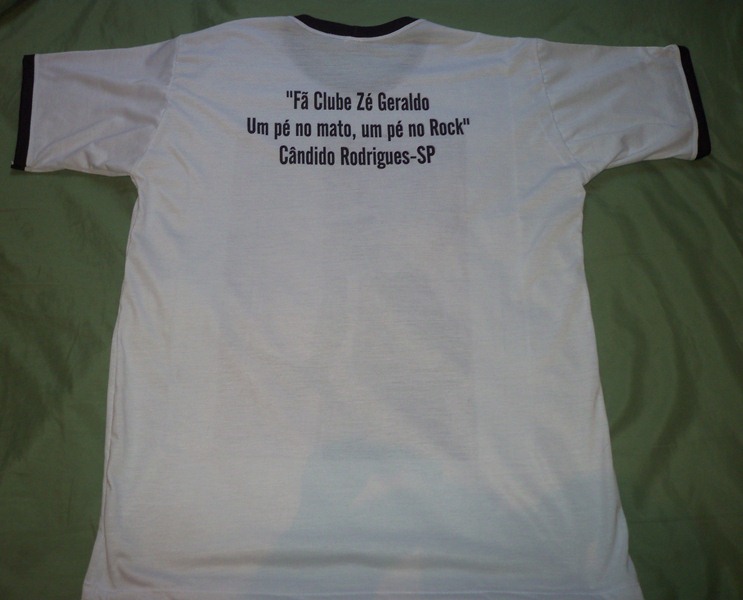 "Fã Clube Zé Geraldo
Um pé no mato, um pé no Rock"
Cândido Rodrigues-SP